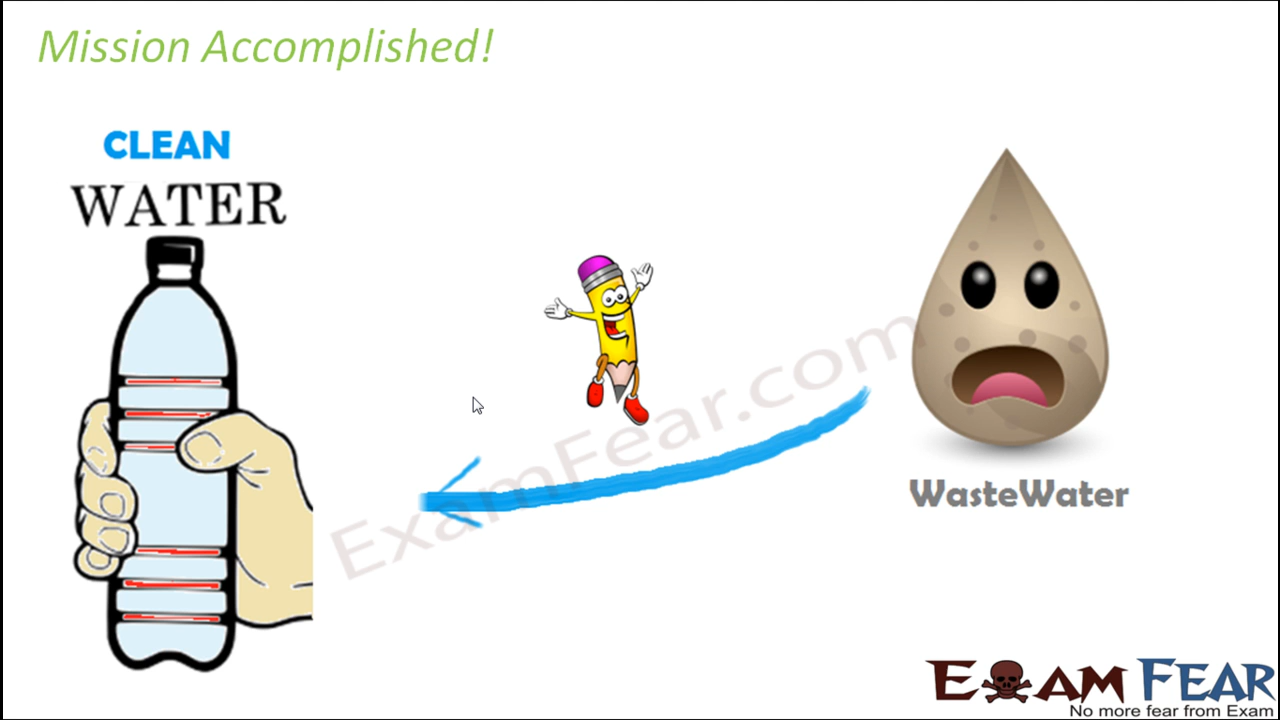 Mission Accomplished!
CLEAN
WATER
ExamFear.com
WasteWater
EXAM FEAR
No more fear from Exam